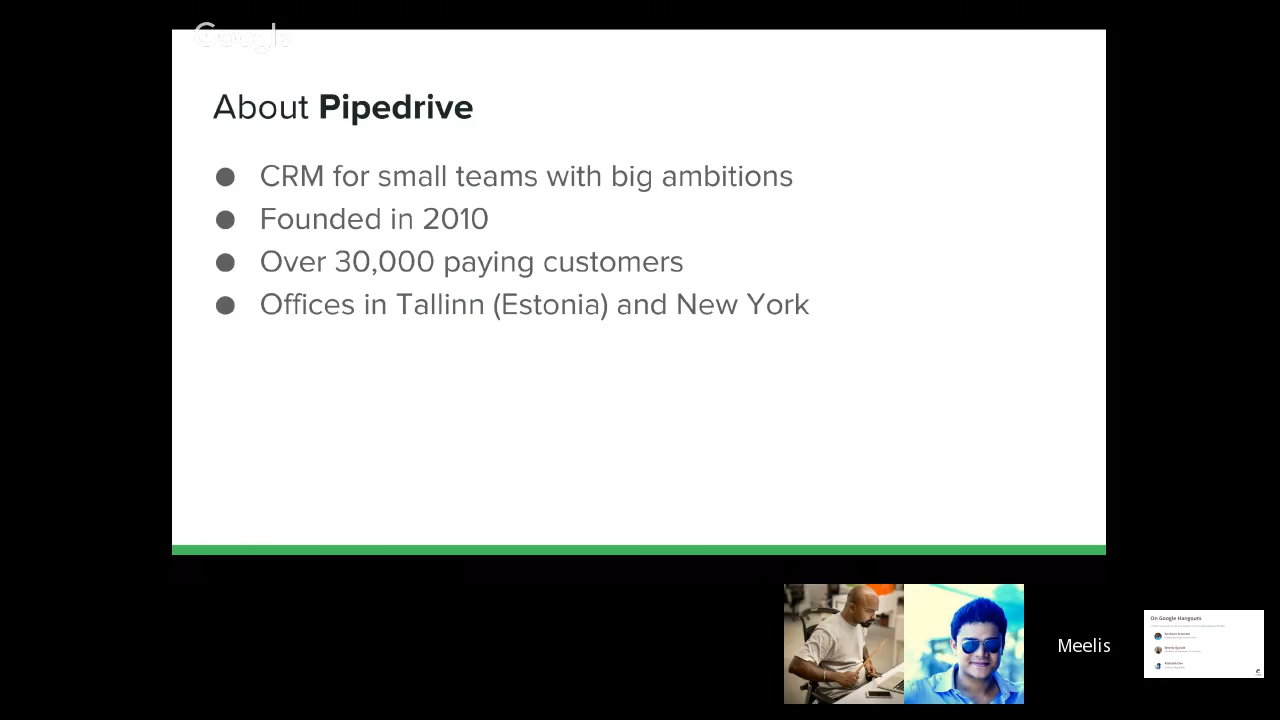 Google
About Pipedrive
● CRM for small teams with big ambitions
● Founded in 2010
● Over 30,000 paying customers
● Offices in Tallinn (Estonia) and New York
Meelis
On Google Hangouts